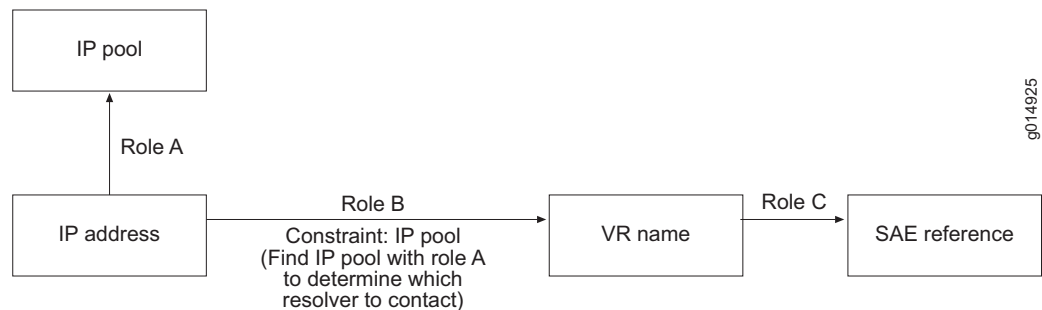 IP pool
g014925
Role A
IP address
Role B
Constraint: IP pool
(Find IP pool with role A
to determine which
resolver to contact)
VR name
Role C
SAE reference